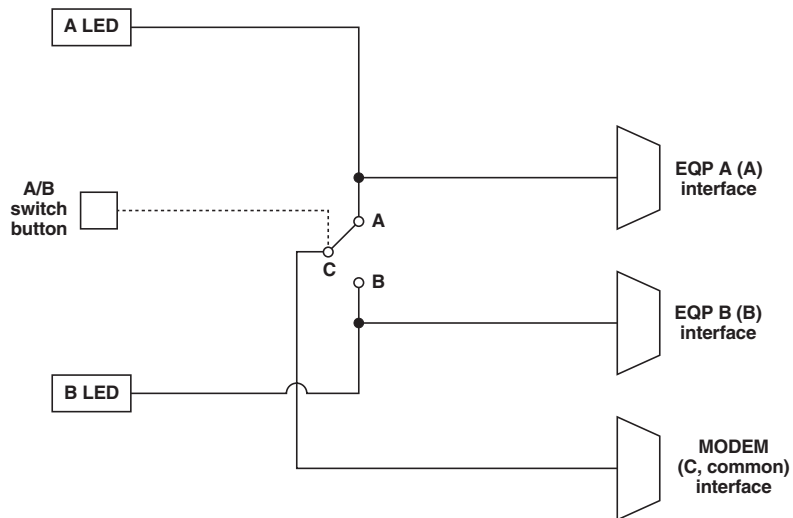 A LED
EQP A (A)
interface
A/B
switch
button
A
C
B
EQP B (B)
interface
B LED
MODEM
(C, common)
interface